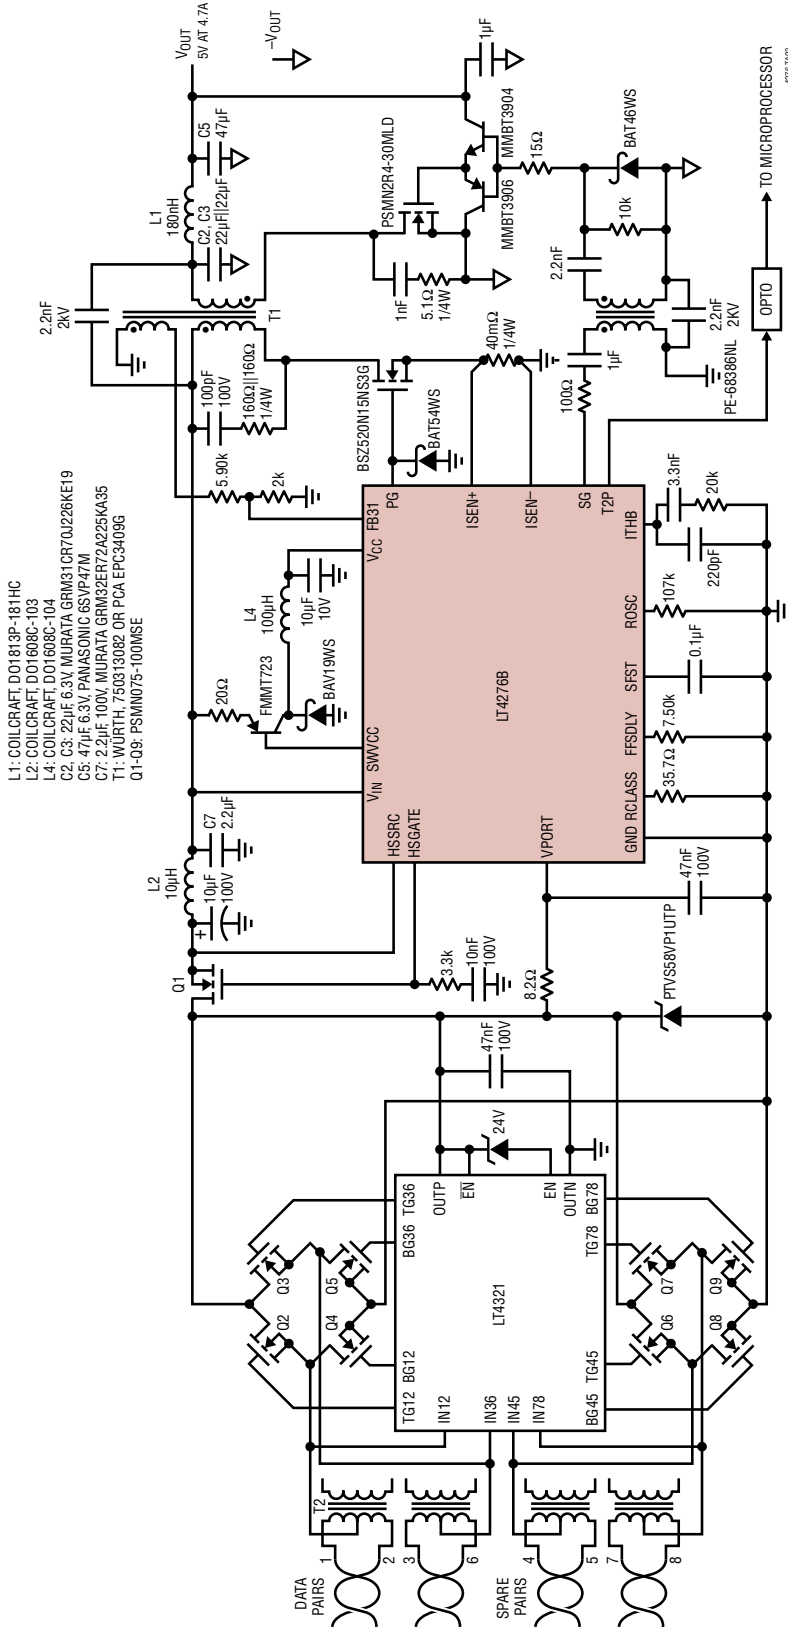 L1: COILCRAFT, DO1813P-181HC
L2: COILCRAFT, DO1608C-103
L4: COILCRAFT, DO1608C-104
C2, C3: 22µF, 6.3V, MURATA GRM31CR70J226KE19
C5: 47µF, 6.3V, PANASONIC 6SVP47M
C7: 2.2µF, 100V, MURATA GRM32ER72A225KA35
T1: WÜRTH, 750313082 OR PCA EPC3409G
Q1-Q9: PSMN075-100MSE
DATA
PAIRS
1
2
3
6
SPARE
PAIRS
4
5
7
8
T2
Q2
Q3
Q4
Q5
Q6
Q7
Q8
Q9
TG12
BG12
BG36
TG36
IN12
IN36
IN45
IN78
BG45
TG45
TG78
BG78
LT4321
OUTP
EN
EN
OUTN
24V
47nF
100V
Q1
3.3k
10nF
100V
8.2Ω
PTVS58VP1UTP
47nF
100V
L2
10µH
+
10µF
100V
C7
2.2µF
HSSRC
HSGATE
VPORT
VIN
SWVCC
VCC
FB31
PG
ISEN+
ISEN–
SG
T2P
LT4276B
GND
RCLASS
FFSDLY
SFST
ROSC
ITHB
35.7Ω
7.50k
0.1µF
107k
220pF
3.3nF
20k
20Ω
FMMT723
BAV19WS
L4
100µH
10µF
10V
5.90k
2k
100pF
100V
160Ω||160Ω
1/4W
2.2nF
2kV
T1
BSZ520N15NS3G
BAT54WS
40mΩ
1/4W
100Ω
1µF
PE-68386NL
2.2nF
2KV
2.2nF
10k
BAT46WS
15Ω
MMBT3906
MMBT3904
PSMN2R4-30MLD
1nF
5.1Ω
1/4W
1µF
L1
180nH
C2, C3
22µF||22µF
C5
47µF
VOUT
5V AT 4.7A
–VOUT
OPTO
TO MICROPROCESSOR